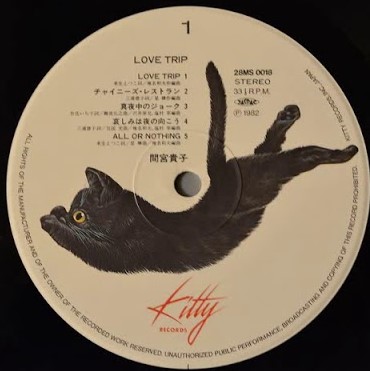 1
LOVE TRIP
LOVE TRIP 1
チャイニーズ・レストラン 2
真夜中のジョーク 3
哀しみは夜の向こう 4
ALL OR NOTHING 5
間宮貴子
28MS 0018
STEREO
33⅓ R.P.M.
Ⓟ 1982
Kitty
RECORDS
KITTY RECORDS, INC., JAPAN
ALL RIGHTS OF THE MANUFACTURER AND OF THE OWNER OF THE RECORDED WORK RESERVED. UNAUTHORIZED PUBLIC PERFORMANCE, BROADCASTING AND COPYING OF THIS RECORD PROHIBITED.